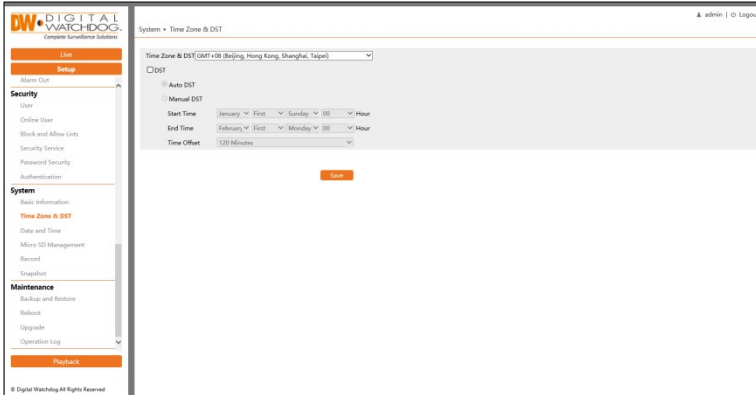 DW DIGITAL
WATCHDOG®
Complete Surveillance Solutions
Live
Setup
Alarm Out
Security
User
Online User
Block and Allow Lists
Security Service
Password Security
Authentication
System
Basic Information
Time Zone & DST
Date and Time
Micro SD Management
Record
Snapshot
Maintenance
Backup and Restore
Reboot
Upgrade
Operation Log
Playback
© Digital Watchdog.All Rights Reserved
admin | Logou
System • Time Zone & DST
Time Zone & DST GMT+08 (Beijing, Hong Kong, Shanghai, Taipei)
DST
Auto DST
Manual DST
Start Time January First Sunday 00 Hour
End Time February First Monday 00 Hour
Time Offset 120 Minutes
Save